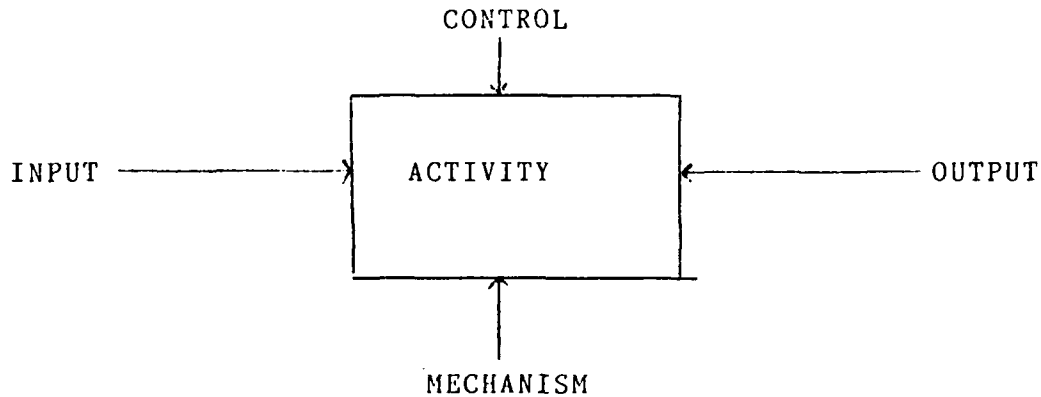 CONTROL
INPUT
ACTIVITY
OUTPUT
MECHANISM